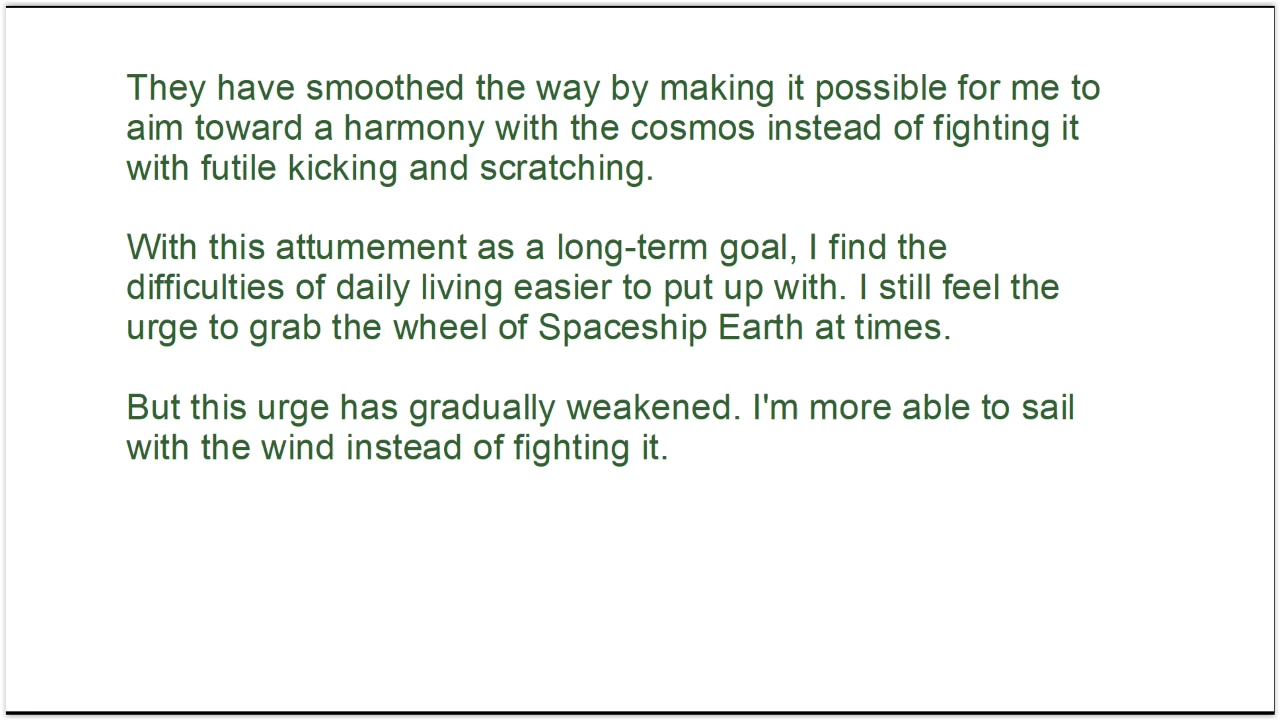 They have smoothed the way by making it possible for me to
aim toward a harmony with the cosmos instead of fighting it
with futile kicking and scratching.
With this attumement as a long-term goal, I find the
difficulties of daily living easier to put up with. I still feel the
urge to grab the wheel of Spaceship Earth at times.
But this urge has gradually weakened. I'm more able to sail
with the wind instead of fighting it.